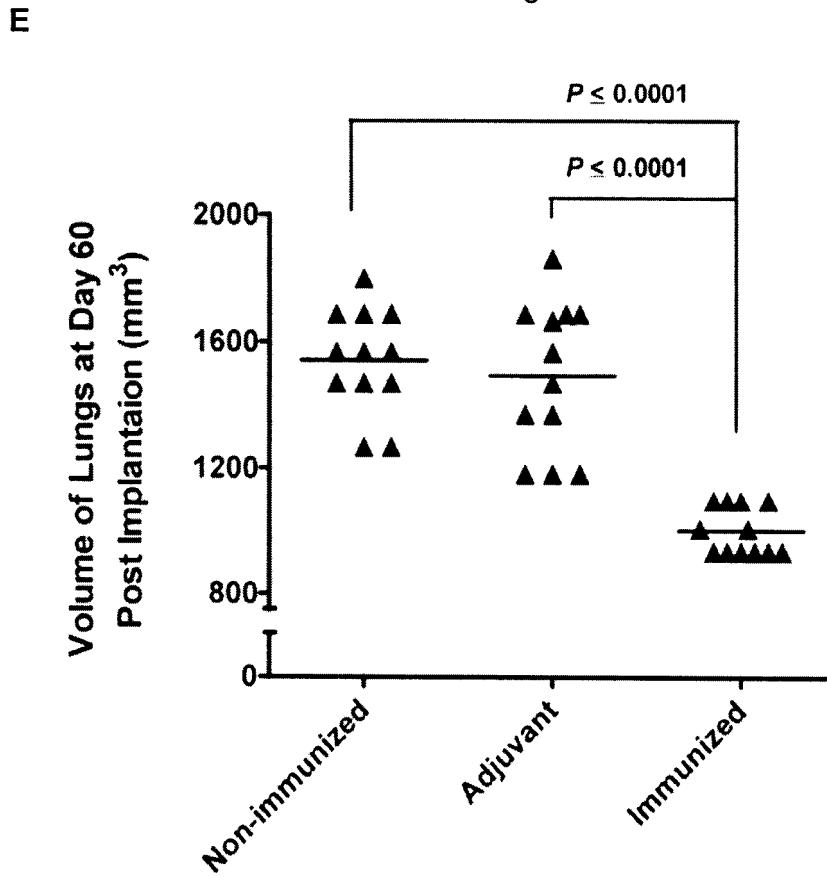 E
P ≤ 0.0001
P ≤ 0.0001
Volume of Lungs at Day 60
Post Implantaion (mm³)
2000
1600
1200
800
0
Non-immunized
Adjuvant
Immunized